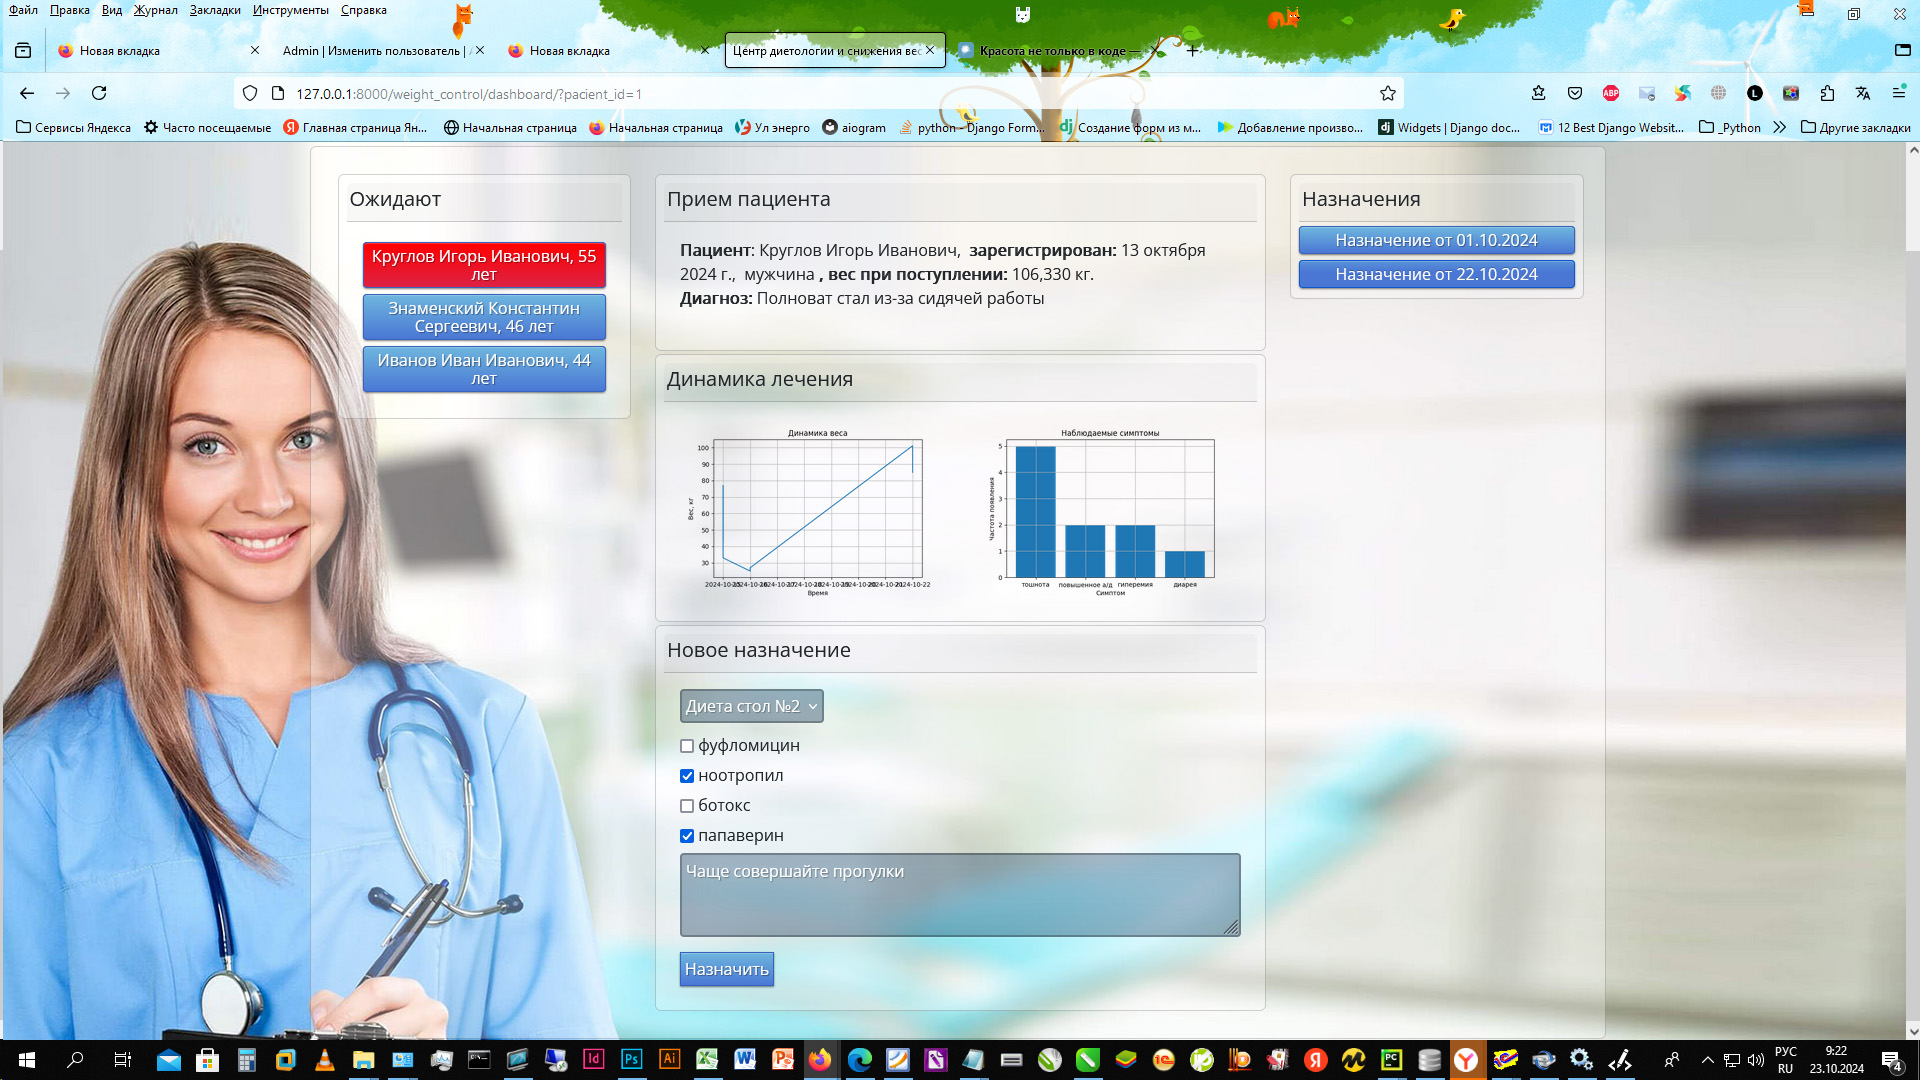 Файл Правка Вид Журнал Закладки Инструменты Справка
Новая вкладка
Admin | Изменить пользователь |
Новая вкладка
Центр диетологии и снижения вес
Красота не только в коде —
127.0.0.1:8000/weight_control/dashboard/?pacient_id=1
ABP
L
Сервисы Яндекса
Часто посещаемые
Главная страница Ян...
Начальная страница
Начальная страница
Ул энерго
aiogram
python - Django Form...
Создание форм из м...
Добавление произво...
Widgets | Django doc...
12 Best Django Websit...
_Python
Другие закладки
Ожидают
Круглов Игорь Иванович, 55
лет
Знаменский Константин
Сергеевич, 46 лет
Иванов Иван Иванович, 44
лет
Прием пациента
Пациент: Круглов Игорь Иванович, зарегистрирован: 13 октября
2024 г., мужчина , вес при поступлении: 106,330 кг.
Диагноз: Полноват стал из-за сидячей работы
Динамика лечения
Динамика веса
Вес, кг
100
90
80
70
60
50
40
30
Время
Наблюдаемые симптомы
Частота появления
5
4
3
2
1
0
тошнота повышенное а/д гиперемия диарея
Симптом
Новое назначение
Диета стол №2
фуфломицин
ноотропил
ботокс
папаверин
Чаще совершайте прогулки
Назначить
Назначения
Назначение от 01.10.2024
Назначение от 22.10.2024
РУС
RU
9:22
23.10.2024
4